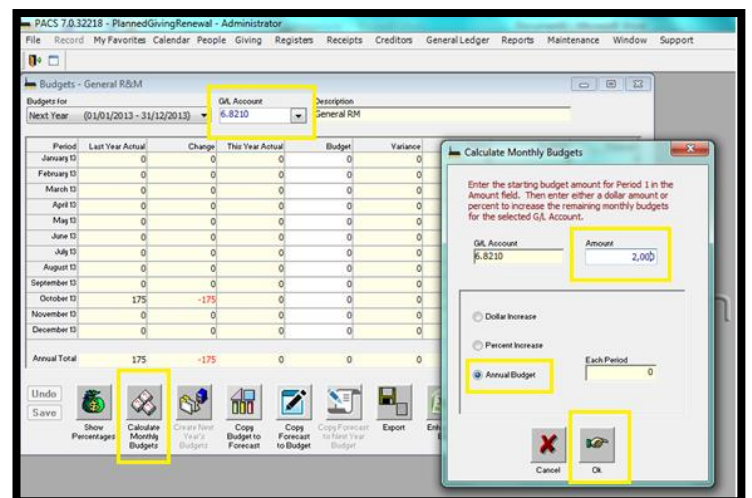 PACS 7.0.32218 - PlannedGivingRenewal - Administrator
File Record My Favorites Calendar People Giving Registers Receipts Creditors General Ledger Reports Maintenance Window Support
Budgets - General R&M
Budgets for G/L Account Description
Next Year (01/01/2013 - 31/12/2013) 6.8210 General RM
Period Last Year Actual Change This Year Actual Budget Variance
January 13 0 0 0 0 0
February 13 0 0 0 0 0
March 13 0 0 0 0 0
April 13 0 0 0 0 0
May 13 0 0 0 0 0
June 13 0 0 0 0 0
July 13 0 0 0 0 0
August 13 0 0 0 0 0
September 13 0 0 0 0 0
October 13 175 -175 0 0 0
November 13 0 0 0 0 0
December 13 0 0 0 0 0
Annual Total 175 -175 0 0 0
Undo
Save
Show Percentages
Calculate Monthly Budgets
Create Next Year's Budgets
Copy Budget to Forecast
Copy Forecast to Budget
Copy Forecast to Next Year Budget
Export
Calculate Monthly Budgets
Enter the starting budget amount for Period 1 in the
Amount field. Then enter either a dollar amount or
percent to increase the remaining monthly budgets
for the selected G/L Account.
G/L Account Amount
6.8210 2,000
Dollar Increase
Percent Increase
Each Period
Annual Budget 0
Cancel Ok